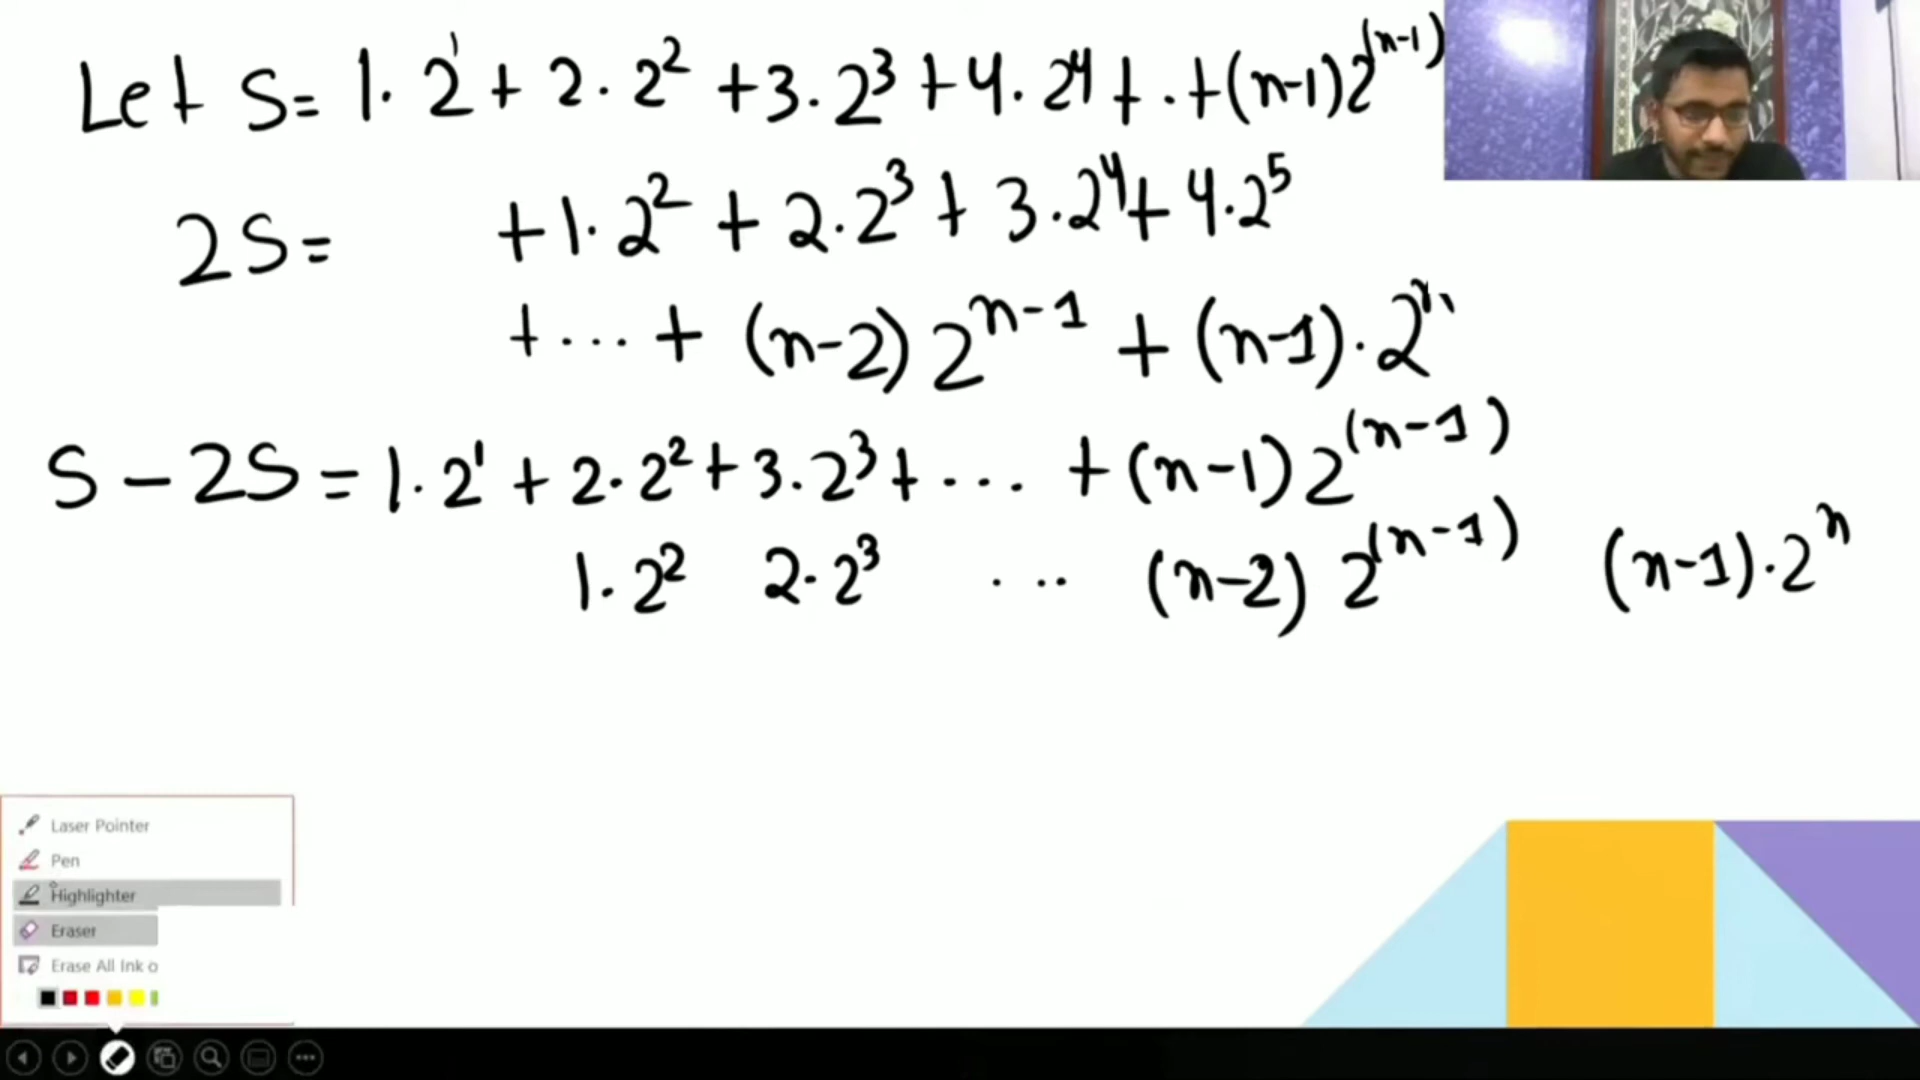 Let S= 1. 2¹ + 2 . 2² + 3 . 2³ + 4 . 2⁴ + . + (n-1) 2^(n-1)
2S= + 1. 2² + 2.2³ + 3.2⁴ + 4.2⁵
+ ... + (n-2) 2^n-1 + (n-1) . 2^n
S - 2S = 1. 2¹ + 2. 2² + 3. 2³ + ... + (n-1) 2^(n-1)
1. 2² 2. 2³ ... (n-2) 2^(n-1) (n-1) . 2^n
Laser Pointer
Pen
Highlighter
Eraser
Erase All Ink o